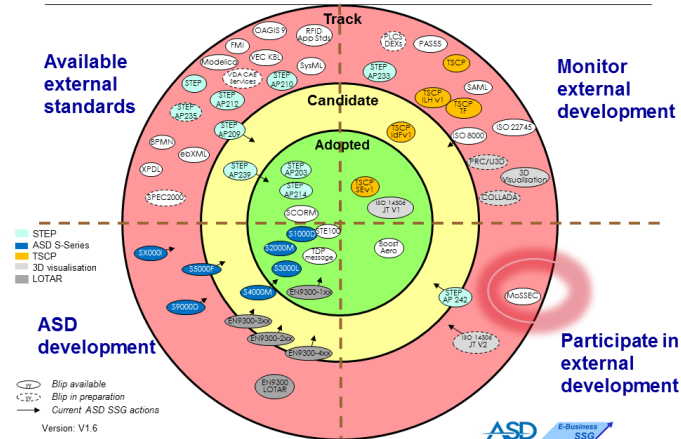 Track
OAGIS 9
RFID
App Stds
FMI
VEC KBL
Modelica
SysML
VDA CAE
Services
STEP
AP210
STEP
STEP
AP212
STEP
AP235
STEP
AP209
SPMN
ebXML
XPDL
SPEC2000
Available
external
standards
PLCS
DEXs
PAS55
STEP
AP233
TSCP
SAML
TSCP
ILH v1
TSCP
TF
ISO 8000
ISO 22745
PRC/U3D
3D
Visualisation
COLLADA
Monitor
external
development
Candidate
TSCP
IdFv1
STEP
AP239
Adopted
STEP
AP203
STEP
AP214
SCORM
TSCP
SEv1
ISO 14306
JT V1
S1000D
STE100
S2000M
TDP
message
S3000L
Boost
Aero
EN9300-1xx
STEP
ASD S-Series
TSCP
3D visualisation
LOTAR
SX000i
S5000F
S4000M
S9000D
EN9300-3xx
EN9300-2xx
EN9300-4xx
EN9300
LOTAR
ASD
development
STEP
AP 242
MoSSEC
ISO 14306
JT V2
Participate in
external
development
yy Blip available
yy Blip in preparation
Current ASD SSG actions
Version: V1.6
ASD
E-Business
SSG